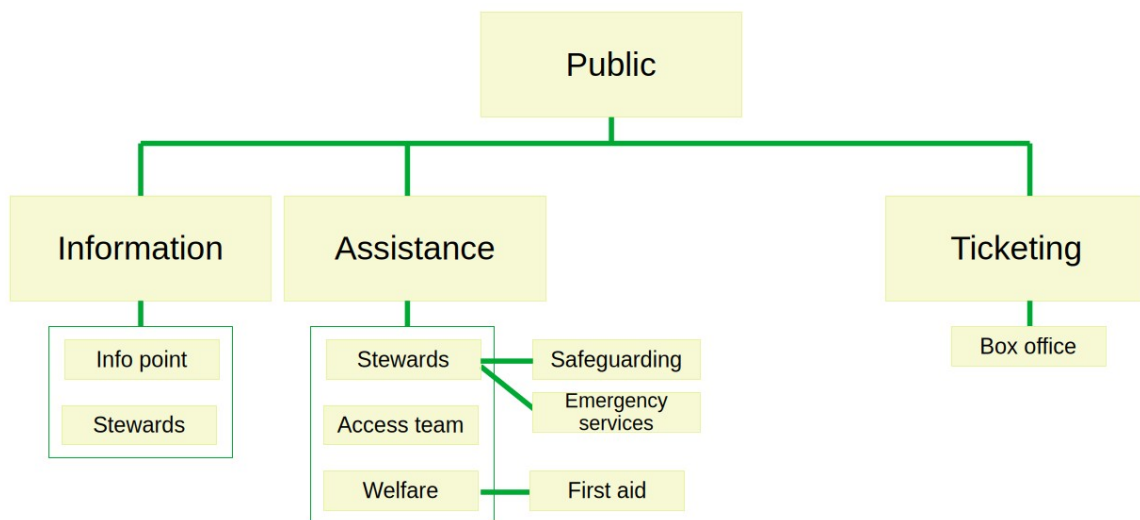 Public
Information
Assistance
Ticketing
Info point
Stewards
Stewards
Access team
Welfare
Safeguarding
Emergency
services
First aid
Box office